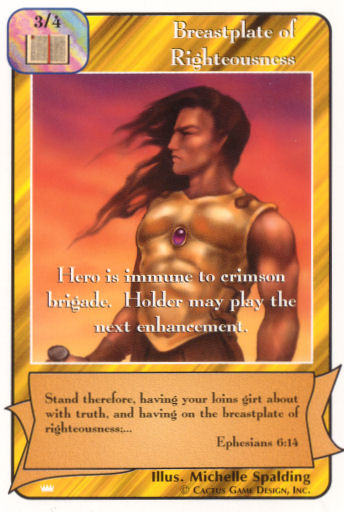 3/4
Breastplate of
Righteousness
Hero is immune to crimson
brigade. Holder may play the
next enhancement.
Stand therefore, having your loins girt about
with truth, and having on the breastplate of
righteousness;...
Ephesians 6:14
Illus. Michelle Spalding
© Cactus Game Design, Inc.